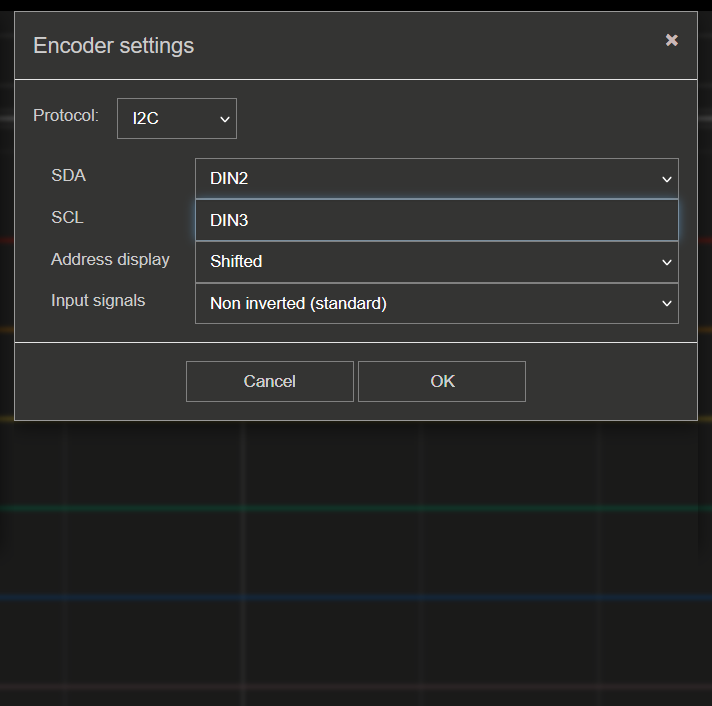 Encoder settings
Protocol: I2C
SDA DIN2
SCL DIN3
Address display Shifted
Input signals Non inverted (standard)
Cancel OK